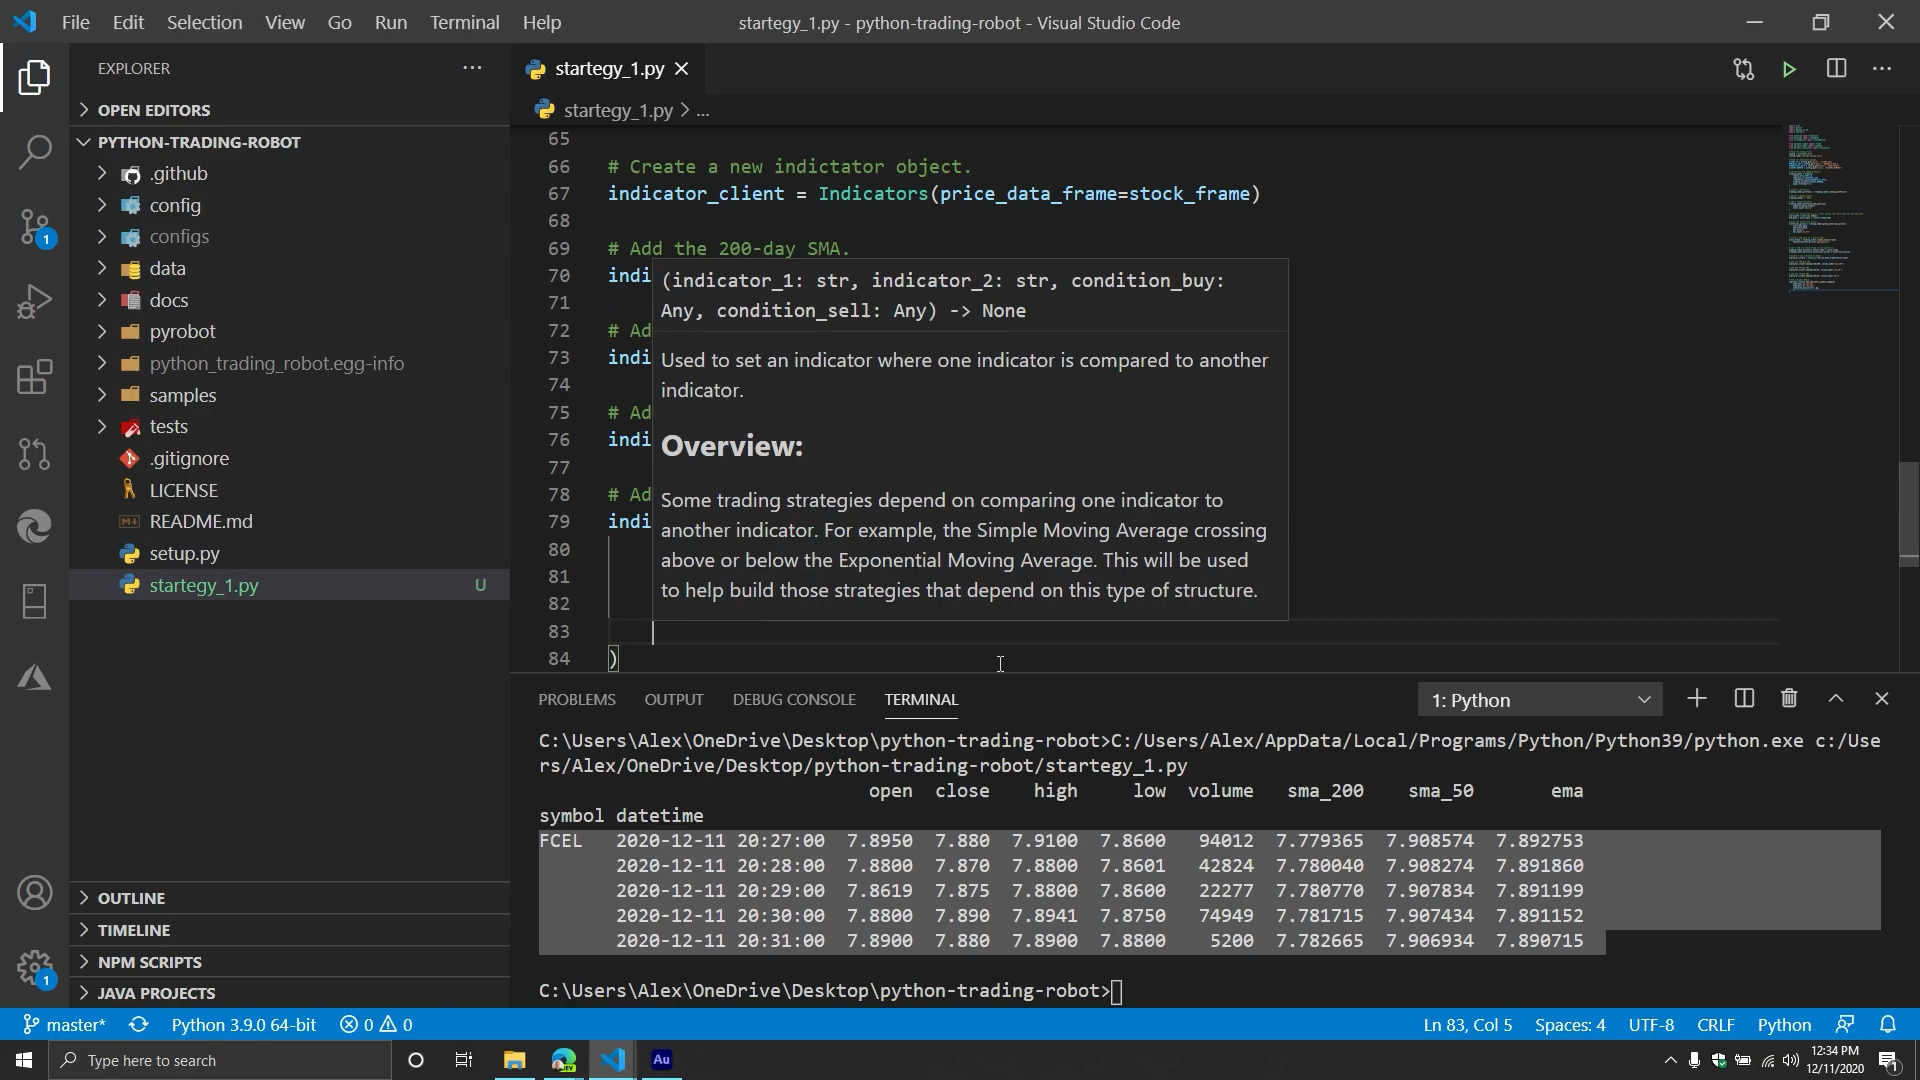 File Edit Selection View Go Run Terminal Help
startegy_1.py - python-trading-robot - Visual Studio Code
EXPLORER
OPEN EDITORS
PYTHON-TRADING-ROBOT
.github
config
configs
data
docs
pyrobot
python_trading_robot.egg-info
samples
tests
.gitignore
LICENSE
README.md
setup.py
startegy_1.py U
OUTLINE
TIMELINE
NPM SCRIPTS
JAVA PROJECTS
1
1
startegy_1.py
startegy_1.py > ...
65
66 # Create a new indictator object.
67 indicator_client = Indicators(price_data_frame=stock_frame)
68
69 # Add the 200-day SMA.
70 indi
71
72 # Ad
73 indi
74
75 # Ad
76 indi
77
78 # Ad
79 indi
80
81
82
83
84 )
(indicator_1: str, indicator_2: str, condition_buy:
Any, condition_sell: Any) -> None
Used to set an indicator where one indicator is compared to another
indicator.
Overview:
Some trading strategies depend on comparing one indicator to
another indicator. For example, the Simple Moving Average crossing
above or below the Exponential Moving Average. This will be used
to help build those strategies that depend on this type of structure.
PROBLEMS OUTPUT DEBUG CONSOLE TERMINAL
1: Python
C:\Users\Alex\OneDrive\Desktop\python-trading-robot>C:/Users/Alex/AppData/Local/Programs/Python/Python39/python.exe c:/Use
rs/Alex/OneDrive/Desktop/python-trading-robot/startegy_1.py
open close high low volume sma_200 sma_50 ema
symbol datetime
FCEL 2020-12-11 20:27:00 7.8950 7.880 7.9100 7.8600 94012 7.779365 7.908574 7.892753
2020-12-11 20:28:00 7.8800 7.870 7.8800 7.8601 42824 7.780040 7.908274 7.891860
2020-12-11 20:29:00 7.8619 7.875 7.8800 7.8600 22277 7.780770 7.907834 7.891199
2020-12-11 20:30:00 7.8800 7.890 7.8941 7.8750 74949 7.781715 7.907434 7.891152
2020-12-11 20:31:00 7.8900 7.880 7.8900 7.8800 5200 7.782665 7.906934 7.890715
C:\Users\Alex\OneDrive\Desktop\python-trading-robot>
master* Python 3.9.0 64-bit 0 0
Ln 83, Col 5 Spaces: 4 UTF-8 CRLF Python
Type here to search
Au
12:34 PM
12/11/2020
1